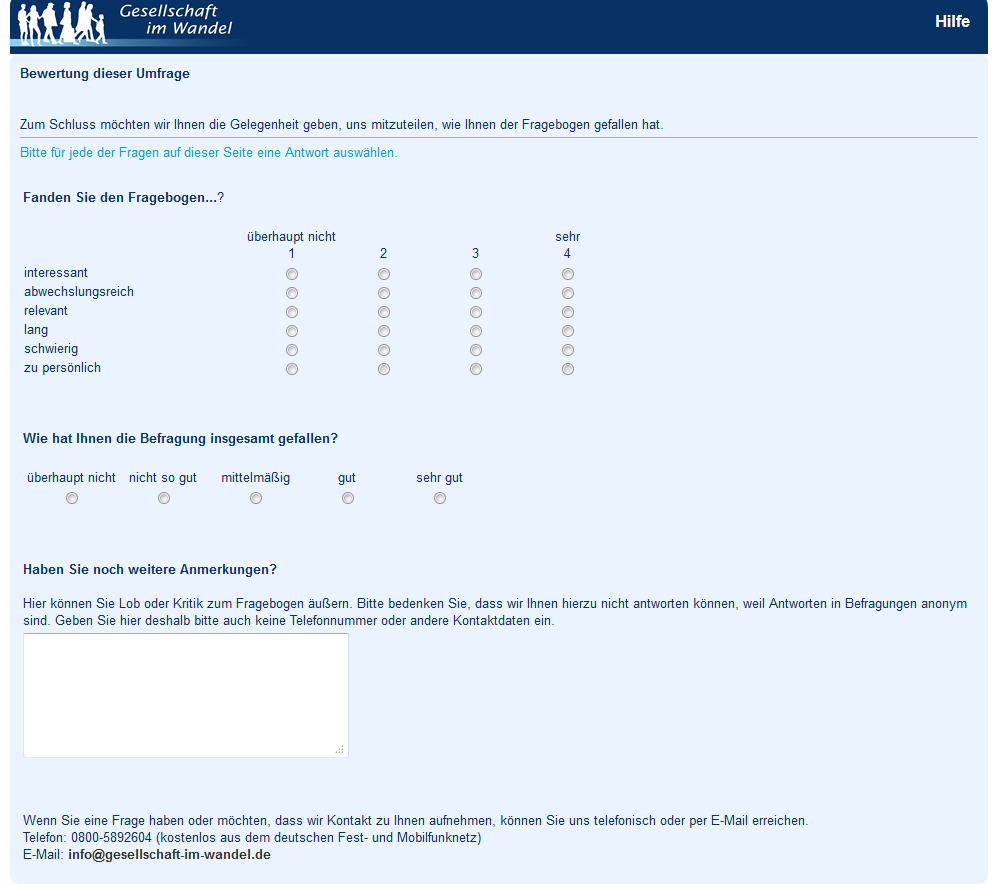 Gesellschaft
im Wandel
Hilfe
Bewertung dieser Umfrage
Zum Schluss möchten wir Ihnen die Gelegenheit geben, uns mitzuteilen, wie Ihnen der Fragebogen gefallen hat.
Bitte für jede der Fragen auf dieser Seite eine Antwort auswählen.
Fanden Sie den Fragebogen...?
überhaupt nicht sehr
1 2 3 4
interessant
abwechslungsreich
relevant
lang
schwierig
zu persönlich
Wie hat Ihnen die Befragung insgesamt gefallen?
überhaupt nicht nicht so gut mittelmäßig gut sehr gut
Haben Sie noch weitere Anmerkungen?
Hier können Sie Lob oder Kritik zum Fragebogen äußern. Bitte bedenken Sie, dass wir Ihnen hierzu nicht antworten können, weil Antworten in Befragungen anonym
sind. Geben Sie hier deshalb bitte auch keine Telefonnummer oder andere Kontaktdaten ein.
Wenn Sie eine Frage haben oder möchten, dass wir Kontakt zu Ihnen aufnehmen, können Sie uns telefonisch oder per E-Mail erreichen.
Telefon: 0800-5892604 (kostenlos aus dem deutschen Fest- und Mobilfunknetz)
E-Mail: info@gesellschaft-im-wandel.de